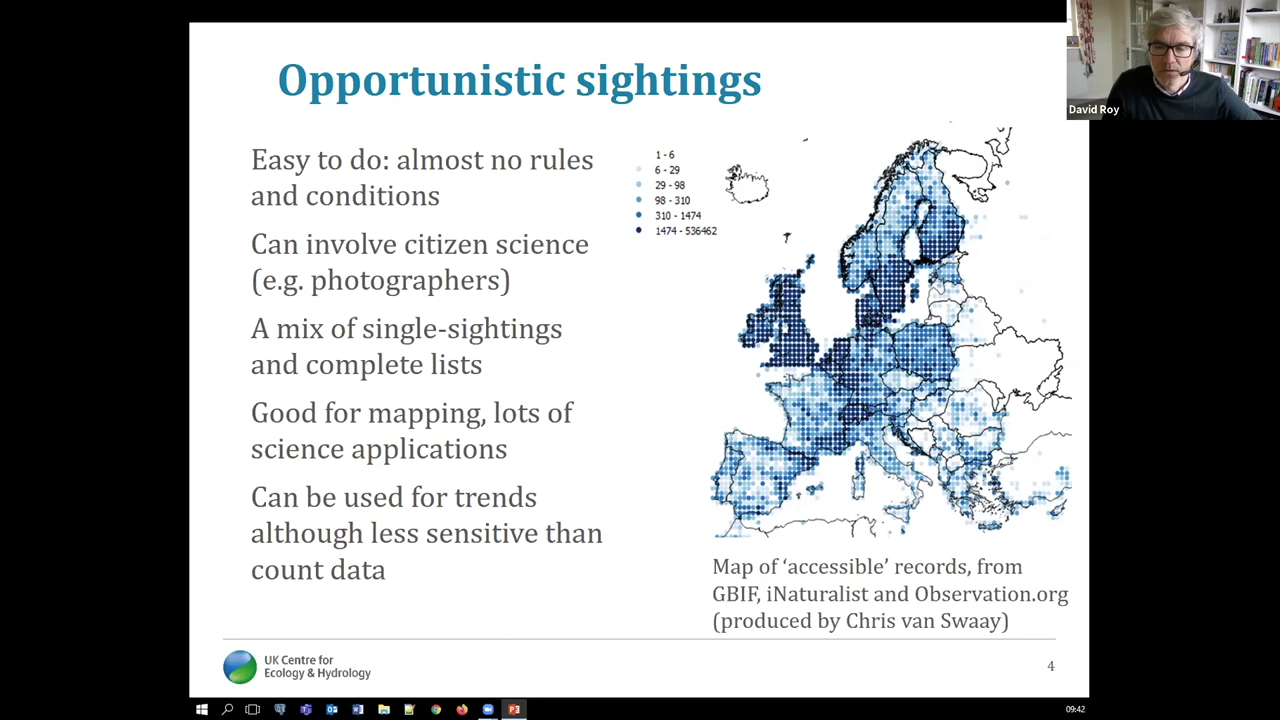 Opportunistic sightings
Easy to do: almost no rules
and conditions
Can involve citizen science
(e.g. photographers)
A mix of single-sightings
and complete lists
Good for mapping, lots of
science applications
Can be used for trends
although less sensitive than
count data
1 - 6
6 - 29
29 - 98
98 - 310
310 - 1474
1474 - 536462
Map of ‘accessible’ records, from
GBIF, iNaturalist and Observation.org
(produced by Chris van Swaay)
UK Centre for
Ecology & Hydrology
4
David Roy
09:42